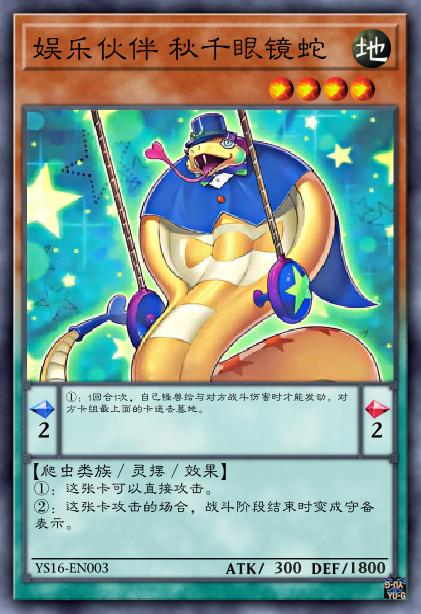 娱乐伙伴 秋千眼镜蛇
地
①：1回合1次，自己怪兽给与对方战斗伤害时才能发动。对
方卡组最上面的卡送去墓地。
2
2
【爬虫类族／灵摆／效果】
①：这张卡可以直接攻击。
②：这张卡攻击的场合，战斗阶段结束时变成守备
表示。
YS16-EN003
ATK/ 300 DEF/1800